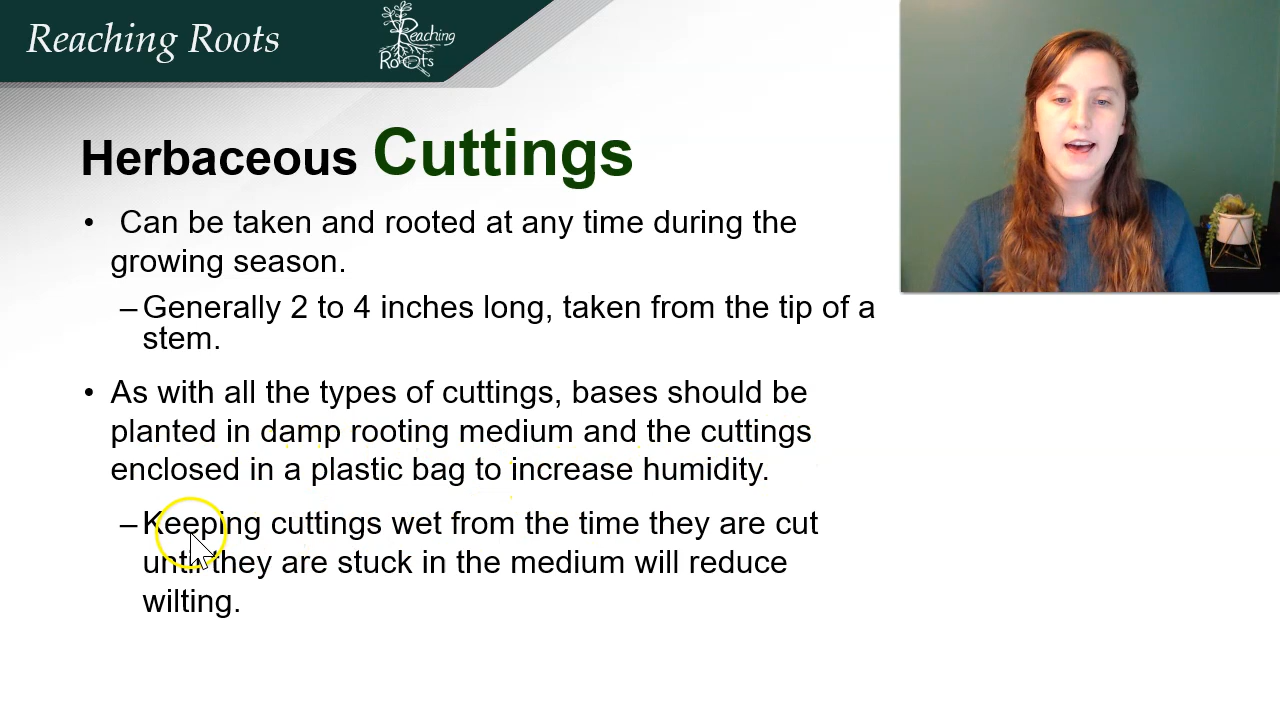 Reaching Roots
Reaching
Roots
Herbaceous Cuttings
• Can be taken and rooted at any time during the
growing season.
–Generally 2 to 4 inches long, taken from the tip of a
stem.
• As with all the types of cuttings, bases should be
planted in damp rooting medium and the cuttings
enclosed in a plastic bag to increase humidity.
–Keeping cuttings wet from the time they are cut
until they are stuck in the medium will reduce
wilting.